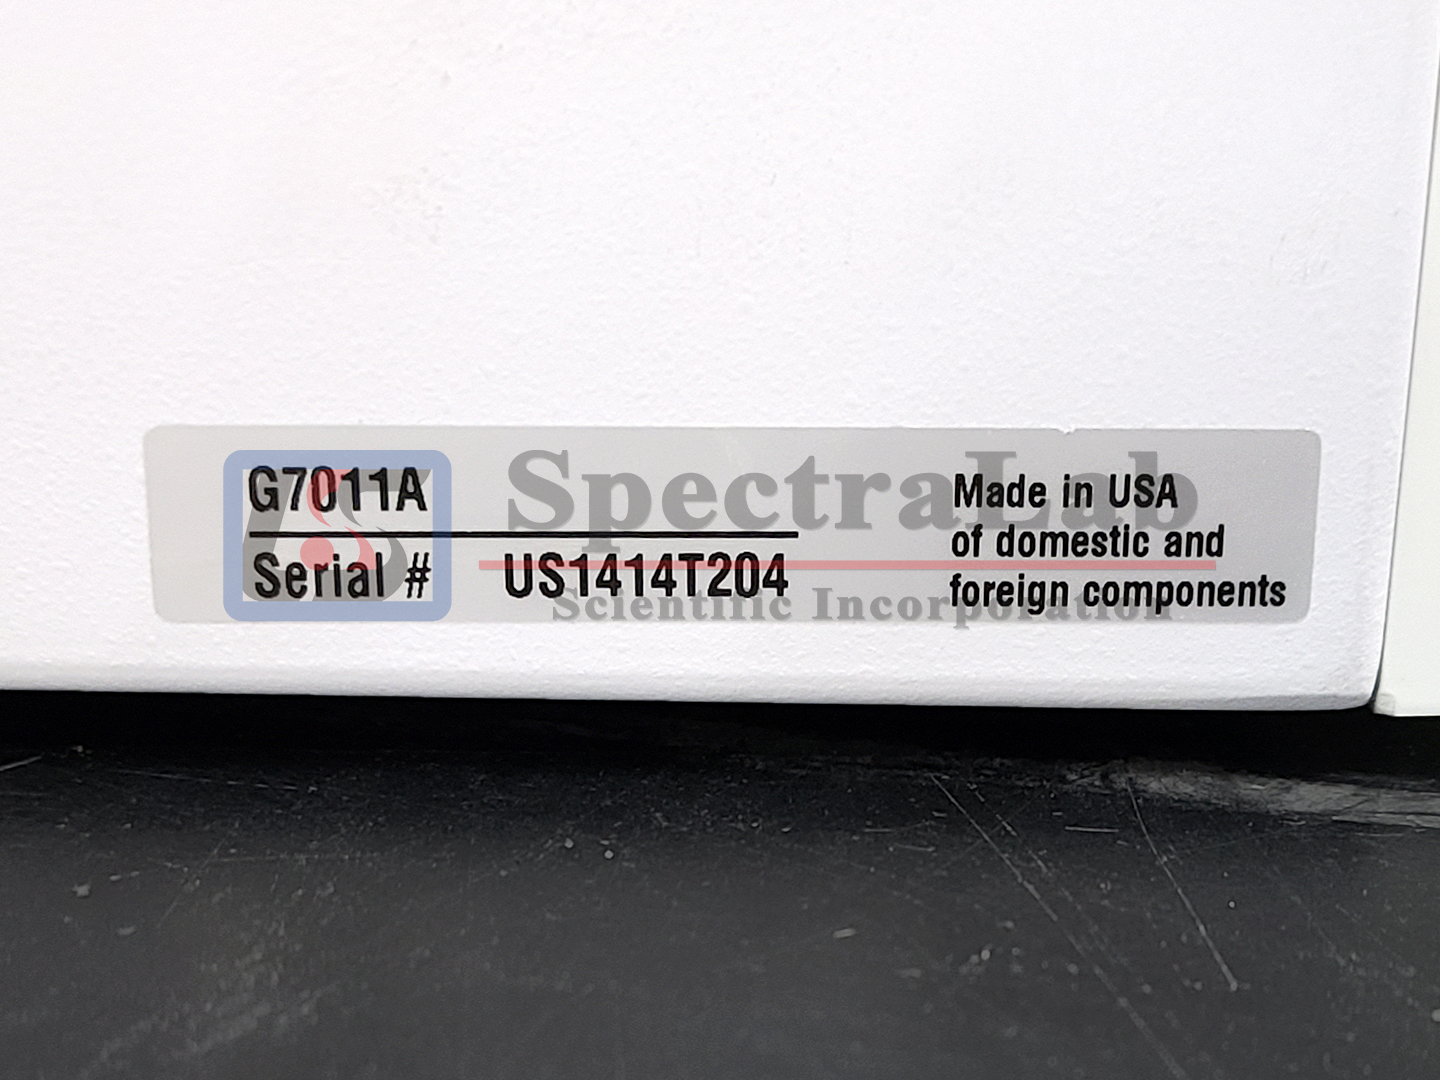 G7011A
Serial # US1414T204
Made in USA
of domestic and
foreign components
SpectraLab
Scientific Incorporation